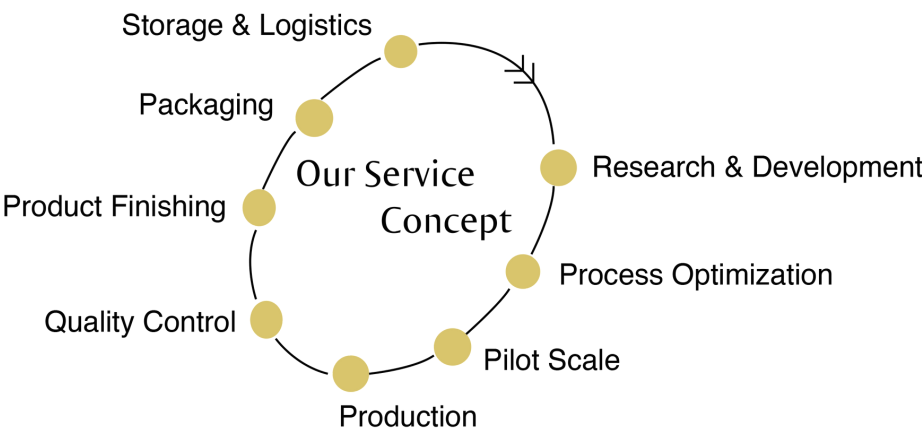 Storage & Logistics
Packaging
Our Service
Concept
Research & Development
Product Finishing
Process Optimization
Quality Control
Pilot Scale
Production